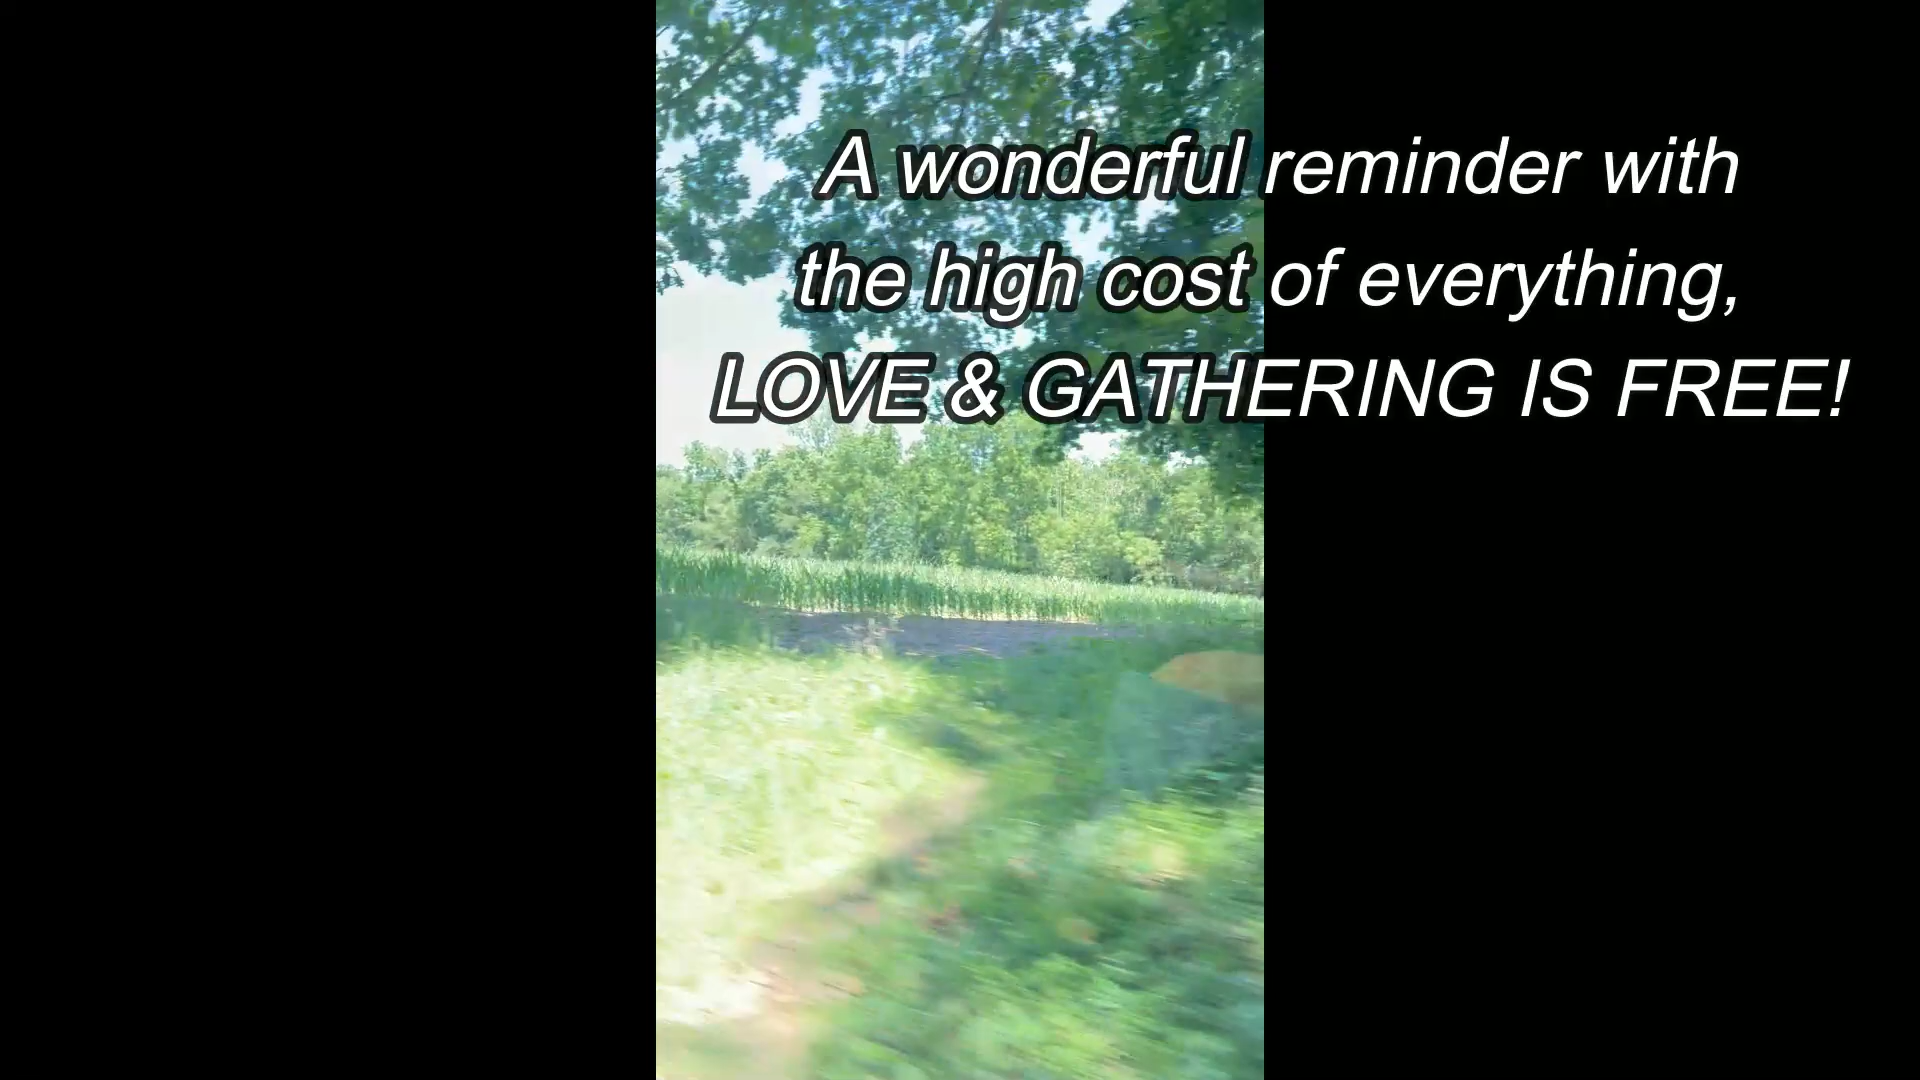 A wonderful reminder with
the high cost of everything,
LOVE & GATHERING IS FREE!